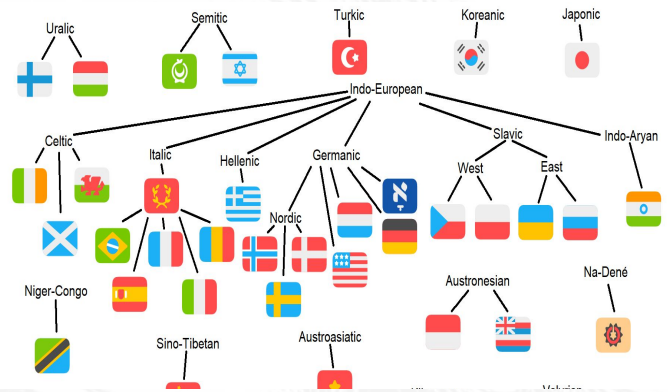 Uralic
Semitic
Turkic
Koreanic
Japonic
Indo-European
Celtic
Italic
Hellenic
Germanic
Slavic
Indo-Aryan
West
East
Nordic
Niger-Congo
Austronesian
Na-Dené
Sino-Tibetan
Austroasiatic